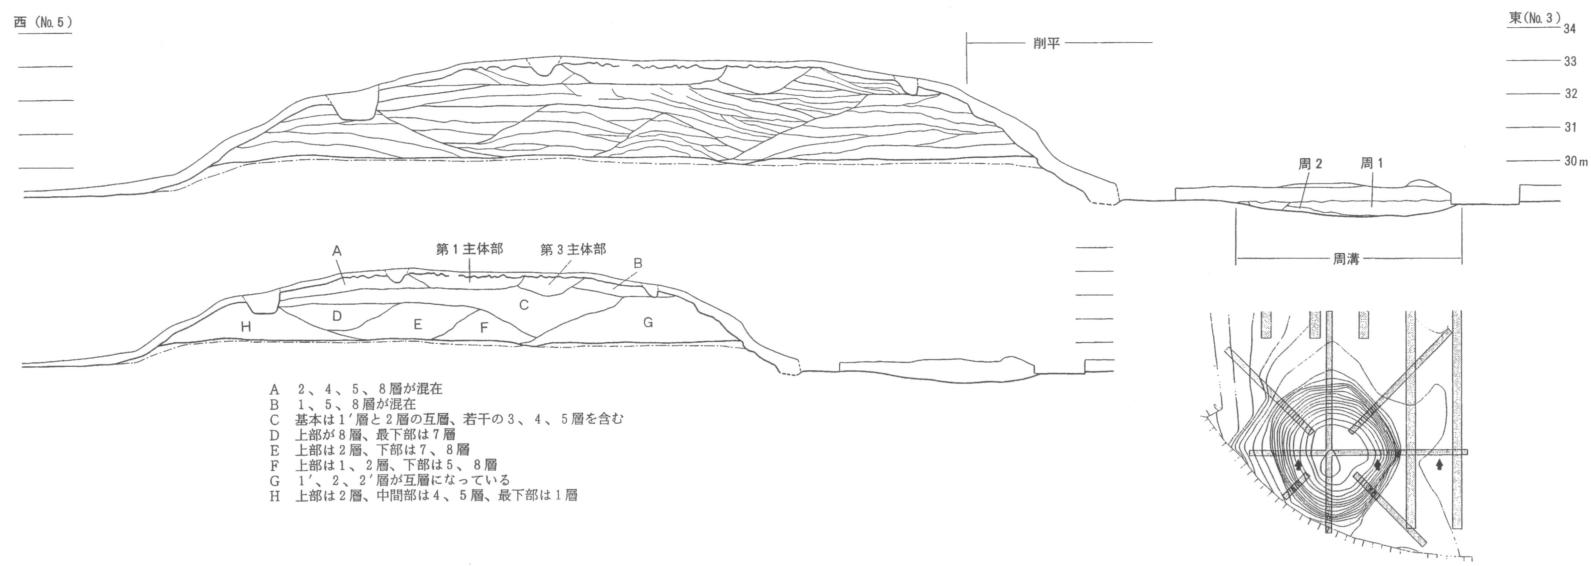 西（No. 5）
東（No. 3）
34
33
32
31
30m
削平
周2
周1
周溝
A
第1主体部
第3主体部
B
C
D
E
F
G
H
A 2、4、5、8層が混在
B 1、5、8層が混在
C 基本は1′層と2層の互層、若干の3、4、5層を含む
D 上部が8層、最下部は7層
E 上部は2層、下部は7、8層
F 上部は1、2層、下部は5、8層
G 1′、2、2′層が互層になっている
H 上部は2層、中間部は4、5層、最下部は1層